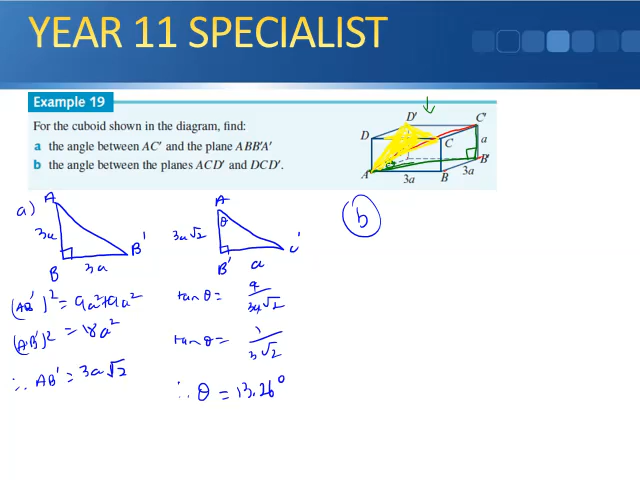 YEAR 11 SPECIALIST
Example 19
For the cuboid shown in the diagram, find:
a the angle between AC′ and the plane ABB′A′
b the angle between the planes ACD′ and DCD′.
D′
C′
D
C
a
B′
A
3a
B
3a
a)
A
3a
B
3a
B'
(AB')² = 9a²+9a²
(AB')² = 18a²
∴ AB' = 3a√2
A
θ
3a√2
B'
a
C'
tan θ = a/3a√2
tan θ = 1/3√2
∴ θ = 13.26°
b